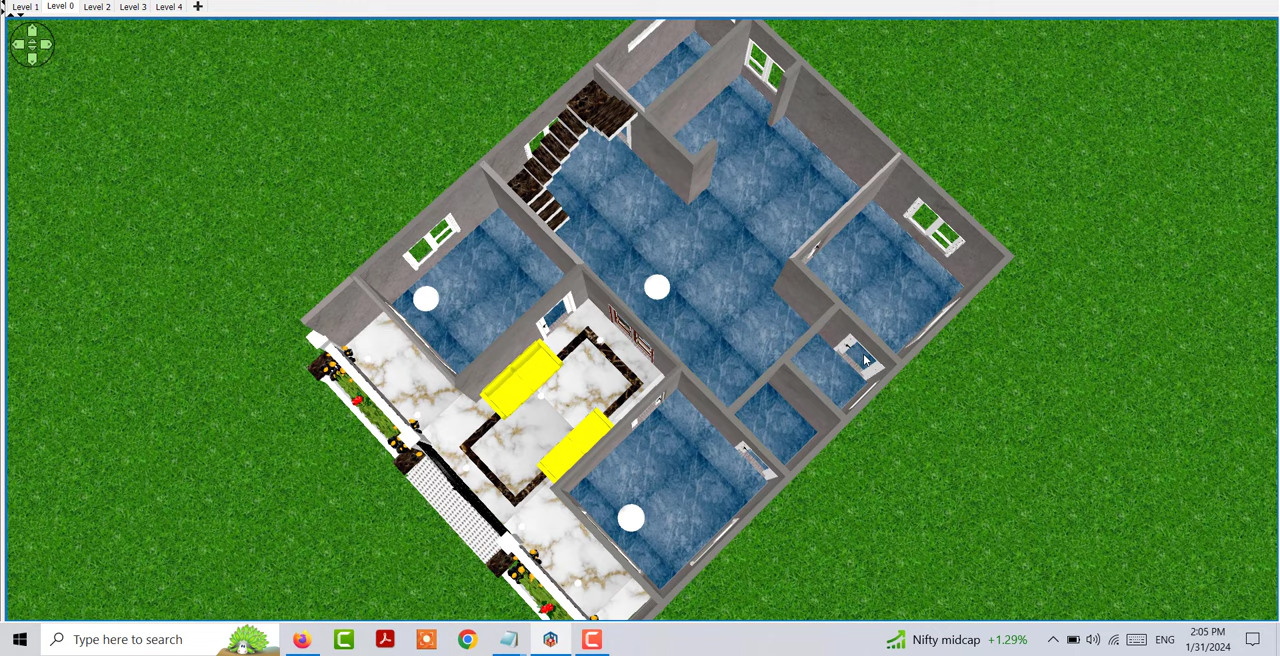 Level 1 Level 0 Level 2 Level 3 Level 4
Type here to search
Nifty midcap +1.29%
ENG
2:05 PM
1/31/2024